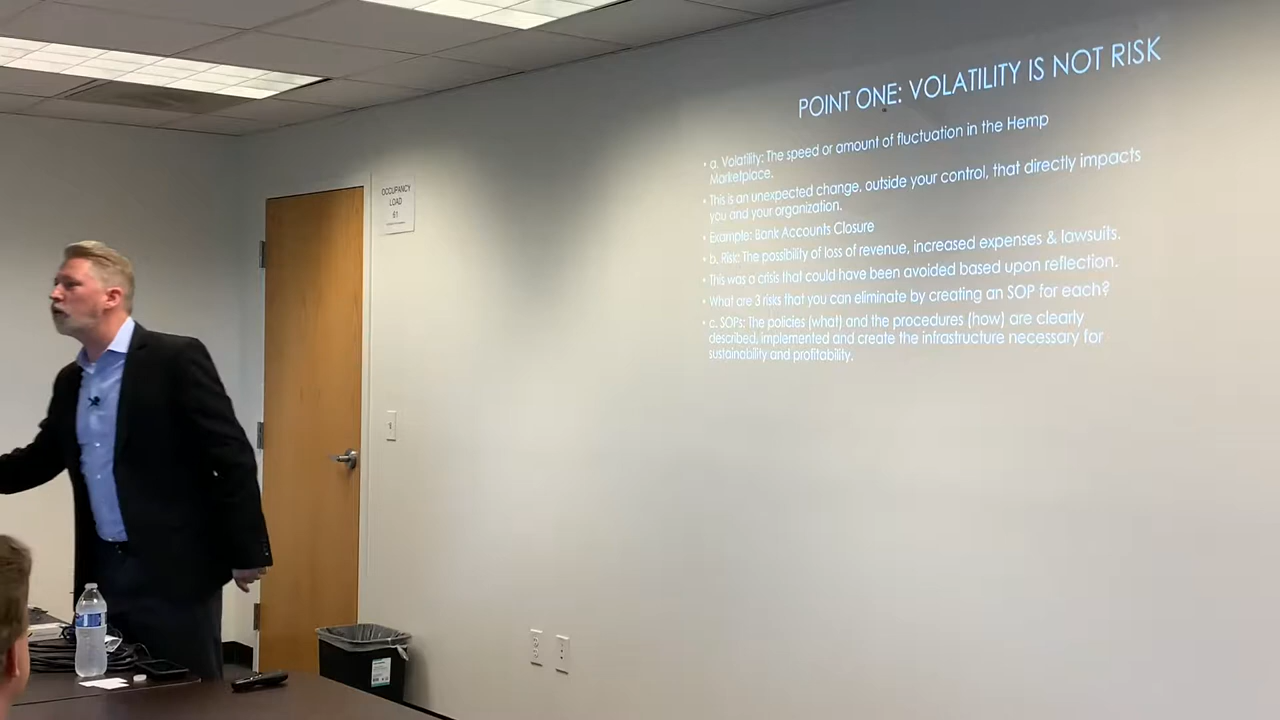 POINT ONE: VOLATILITY IS NOT RISK
• a. Volatility: The speed or amount of fluctuation in the Hemp
Marketplace.
• This is an unexpected change, outside your control, that directly impacts
you and your organization.
• Example: Bank Accounts Closure
• b. Risk: The possibility of loss of revenue, increased expenses & lawsuits.
• This was a crisis that could have been avoided based upon reflection.
• What are 3 risks that you can eliminate by creating an SOP for each?
• c. SOPs: The policies (what) and the procedures (how) are clearly
described, implemented and create the infrastructure necessary for
sustainability and profitability.
OCCUPANCY
LOAD
61